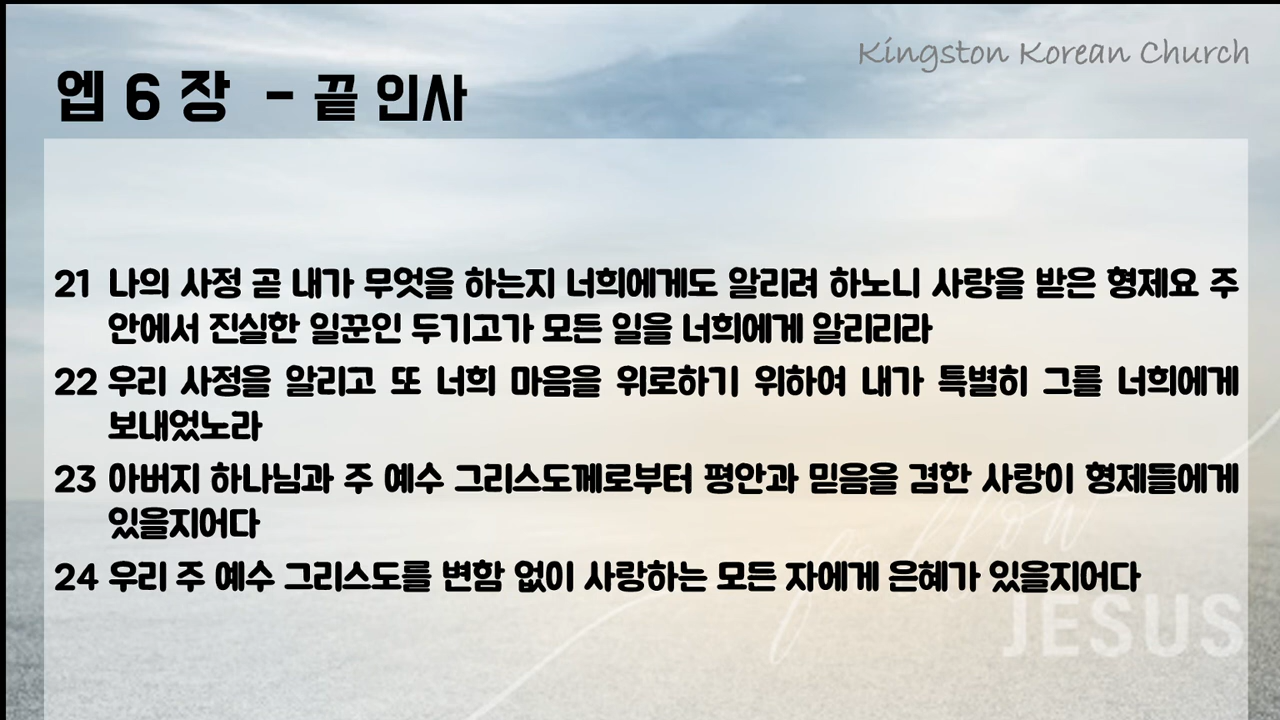 Kingston Korean Church
엡 6 장 - 끝 인사
21 나의 사정 곧 내가 무엇을 하는지 너희에게도 알리려 하노니 사랑을 받은 형제요 주
안에서 진실한 일꾼인 두기고가 모든 일을 너희에게 알리리라
22 우리 사정을 알리고 또 너희 마음을 위로하기 위하여 내가 특별히 그를 너희에게
보내었노라
23 아버지 하나님과 주 예수 그리스도께로부터 평안과 믿음을 겸한 사랑이 형제들에게
있을지어다
24 우리 주 예수 그리스도를 변함 없이 사랑하는 모든 자에게 은혜가 있을지어다
follow
JESUS